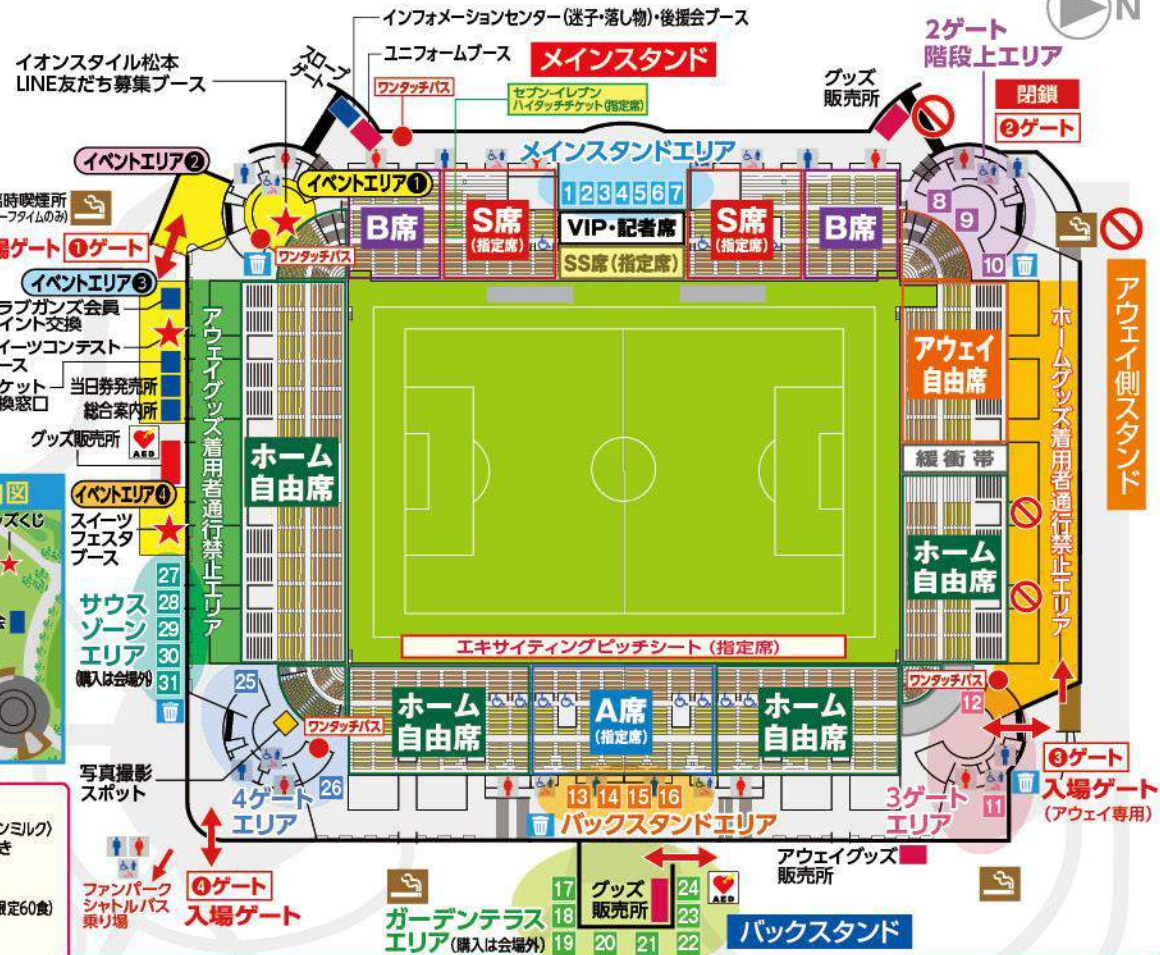 インフォメーションセンター(迷子・落し物)・後援会ブース
N
イオンスタイル松本
LINE友だち募集ブース
スロープ
ゲート
ユニフォームブース
メインスタンド
2ゲート
階段上エリア
グッズ
販売所
閉鎖
❷ゲート
ワンタッチパス
セブン-イレブン
ハイタッチチケット(指定席)
イベントエリア❷
イベントエリア❶
メインスタンドエリア
1 2 3 4 5 6 7
時喫煙所
ーフタイムのみ)
場ゲート ❶ゲート
ワンタッチパス
B席
S席
(指定席)
VIP・記者席
SS席(指定席)
S席
(指定席)
B席
8
9
10
イベントエリア❸
ラブガンズ会員
イント交換
イーツコンテスト
ース
ケット
換窓口
当日券発売所
総合案内所
グッズ販売所
AED
アウェイグッズ着用者通行禁止エリア
ホーム
自由席
アウェイ
自由席
緩衝帯
ホーム
自由席
ホームグッズ着用者通行禁止エリア
アウェイ側スタンド
図
ズくじ
イベントエリア❹
スイーツ
フェスタ
ブース
サウス
ゾーン
エリア
(購入は会場外)
27
28
29
30
31
エキサイティングピッチシート(指定席)
25
26
ワンタッチパス
ホーム
自由席
A席
(指定席)
ホーム
自由席
ワンタッチパス
12
11
写真撮影
スポット
4ゲート
エリア
13 14 15 16
バックスタンドエリア
3ゲート
エリア
❸ゲート
入場ゲート
(アウェイ専用)
ンミルク〉
き
限定60食)
ファンパーク
シャトルバス
乗り場
❹ゲート
入場ゲート
アウェイグッズ
販売所
ガーデンテラス
エリア(購入は会場外)
17
18
19
20
21
22
23
24
グッズ
販売所
AED
バックスタンド